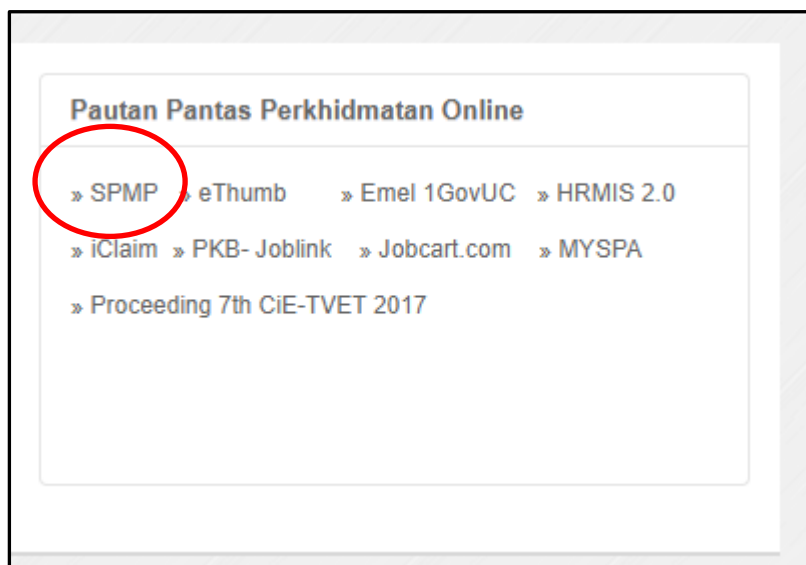 Pautan Pantas Perkhidmatan Online
» SPMP » eThumb » Emel 1GovUC » HRMIS 2.0
» iClaim » PKB- Joblink » Jobcart.com » MYSPA
» Proceeding 7th CiE-TVET 2017